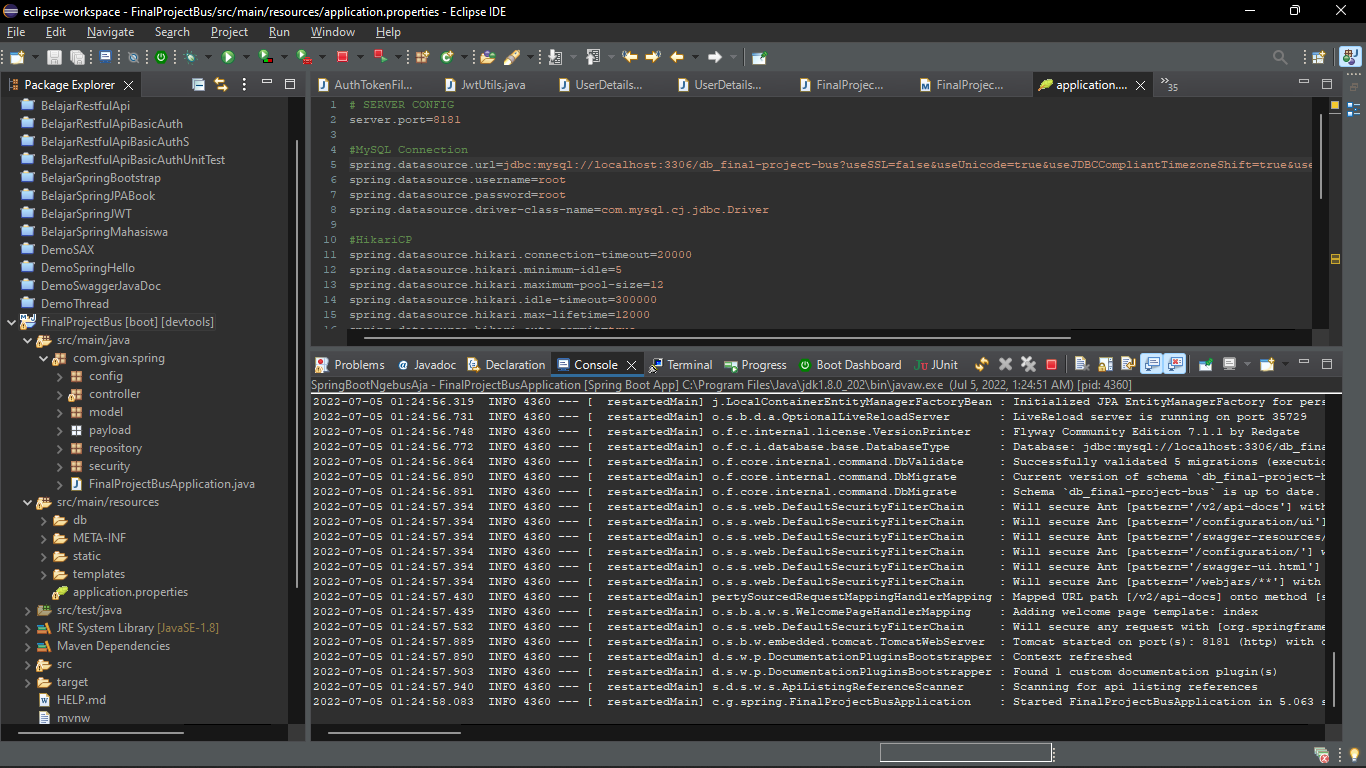 eclipse-workspace - FinalProjectBus/src/main/resources/application.properties - Eclipse IDE
File Edit Navigate Search Project Run Window Help
Package Explorer
BelajarRestfulApi
BelajarRestfulApiBasicAuth
BelajarRestfulApiBasicAuthS
BelajarRestfulApiBasicAuthUnitTest
BelajarSpringBootstrap
BelajarSpringJPABook
BelajarSpringJWT
BelajarSpringMahasiswa
DemoSAX
DemoSpringHello
DemoSwaggerJavaDoc
DemoThread
FinalProjectBus [boot] [devtools]
src/main/java
com.givan.spring
config
controller
model
payload
repository
security
FinalProjectBusApplication.java
src/main/resources
db
META-INF
static
templates
application.properties
src/test/java
JRE System Library [JavaSE-1.8]
Maven Dependencies
src
target
HELP.md
mvnw
AuthTokenFil... JwtUtils.java UserDetails... UserDetails... FinalProjec... FinalProjec... application.... »35
1 # SERVER CONFIG
2 server.port=8181
3
4 #MySQL Connection
5 spring.datasource.url=jdbc:mysql://localhost:3306/db_final-project-bus?useSSL=false&useUnicode=true&useJDBCCompliantTimezoneShift=true&use
6 spring.datasource.username=root
7 spring.datasource.password=root
8 spring.datasource.driver-class-name=com.mysql.cj.jdbc.Driver
9
10 #HikariCP
11 spring.datasource.hikari.connection-timeout=20000
12 spring.datasource.hikari.minimum-idle=5
13 spring.datasource.hikari.maximum-pool-size=12
14 spring.datasource.hikari.idle-timeout=300000
15 spring.datasource.hikari.max-lifetime=12000
Problems Javadoc Declaration Console Terminal Progress Boot Dashboard JUnit
SpringBootNgebusAja - FinalProjectBusApplication [Spring Boot App] C:\Program Files\Java\jdk1.8.0_202\bin\javaw.exe (Jul 5, 2022, 1:24:51 AM) [pid: 4360]
2022-07-05 01:24:56.319 INFO 4360 --- [ restartedMain] j.LocalContainerEntityManagerFactoryBean : Initialized JPA EntityManagerFactory for pers
2022-07-05 01:24:56.731 INFO 4360 --- [ restartedMain] o.s.b.d.a.OptionalLiveReloadServer : LiveReload server is running on port 35729
2022-07-05 01:24:56.748 INFO 4360 --- [ restartedMain] o.f.c.internal.license.VersionPrinter : Flyway Community Edition 7.1.1 by Redgate
2022-07-05 01:24:56.772 INFO 4360 --- [ restartedMain] o.f.c.i.database.base.DatabaseType : Database: jdbc:mysql://localhost:3306/db_fina
2022-07-05 01:24:56.864 INFO 4360 --- [ restartedMain] o.f.core.internal.command.DbValidate : Successfully validated 5 migrations (executio
2022-07-05 01:24:56.890 INFO 4360 --- [ restartedMain] o.f.core.internal.command.DbMigrate : Current version of schema `db_final-project-b
2022-07-05 01:24:56.891 INFO 4360 --- [ restartedMain] o.f.core.internal.command.DbMigrate : Schema `db_final-project-bus` is up to date.
2022-07-05 01:24:57.394 INFO 4360 --- [ restartedMain] o.s.s.web.DefaultSecurityFilterChain : Will secure Ant [pattern='/v2/api-docs'] with
2022-07-05 01:24:57.394 INFO 4360 --- [ restartedMain] o.s.s.web.DefaultSecurityFilterChain : Will secure Ant [pattern='/configuration/ui']
2022-07-05 01:24:57.394 INFO 4360 --- [ restartedMain] o.s.s.web.DefaultSecurityFilterChain : Will secure Ant [pattern='/swagger-resources/
2022-07-05 01:24:57.394 INFO 4360 --- [ restartedMain] o.s.s.web.DefaultSecurityFilterChain : Will secure Ant [pattern='/configuration/'] w
2022-07-05 01:24:57.394 INFO 4360 --- [ restartedMain] o.s.s.web.DefaultSecurityFilterChain : Will secure Ant [pattern='/swagger-ui.html']
2022-07-05 01:24:57.394 INFO 4360 --- [ restartedMain] o.s.s.web.DefaultSecurityFilterChain : Will secure Ant [pattern='/webjars/**'] with
2022-07-05 01:24:57.430 INFO 4360 --- [ restartedMain] pertySourcedRequestMappingHandlerMapping : Mapped URL path [/v2/api-docs] onto method [s
2022-07-05 01:24:57.439 INFO 4360 --- [ restartedMain] o.s.b.a.w.s.WelcomePageHandlerMapping : Adding welcome page template: index
2022-07-05 01:24:57.532 INFO 4360 --- [ restartedMain] o.s.s.web.DefaultSecurityFilterChain : Will secure any request with [org.springframe
2022-07-05 01:24:57.889 INFO 4360 --- [ restartedMain] o.s.b.w.embedded.tomcat.TomcatWebServer : Tomcat started on port(s): 8181 (http) with c
2022-07-05 01:24:57.890 INFO 4360 --- [ restartedMain] d.s.w.p.DocumentationPluginsBootstrapper : Context refreshed
2022-07-05 01:24:57.903 INFO 4360 --- [ restartedMain] d.s.w.p.DocumentationPluginsBootstrapper : Found 1 custom documentation plugin(s)
2022-07-05 01:24:57.940 INFO 4360 --- [ restartedMain] s.d.s.w.s.ApiListingReferenceScanner : Scanning for api listing references
2022-07-05 01:24:58.083 INFO 4360 --- [ restartedMain] c.g.spring.FinalProjectBusApplication : Started FinalProjectBusApplication in 5.063 s